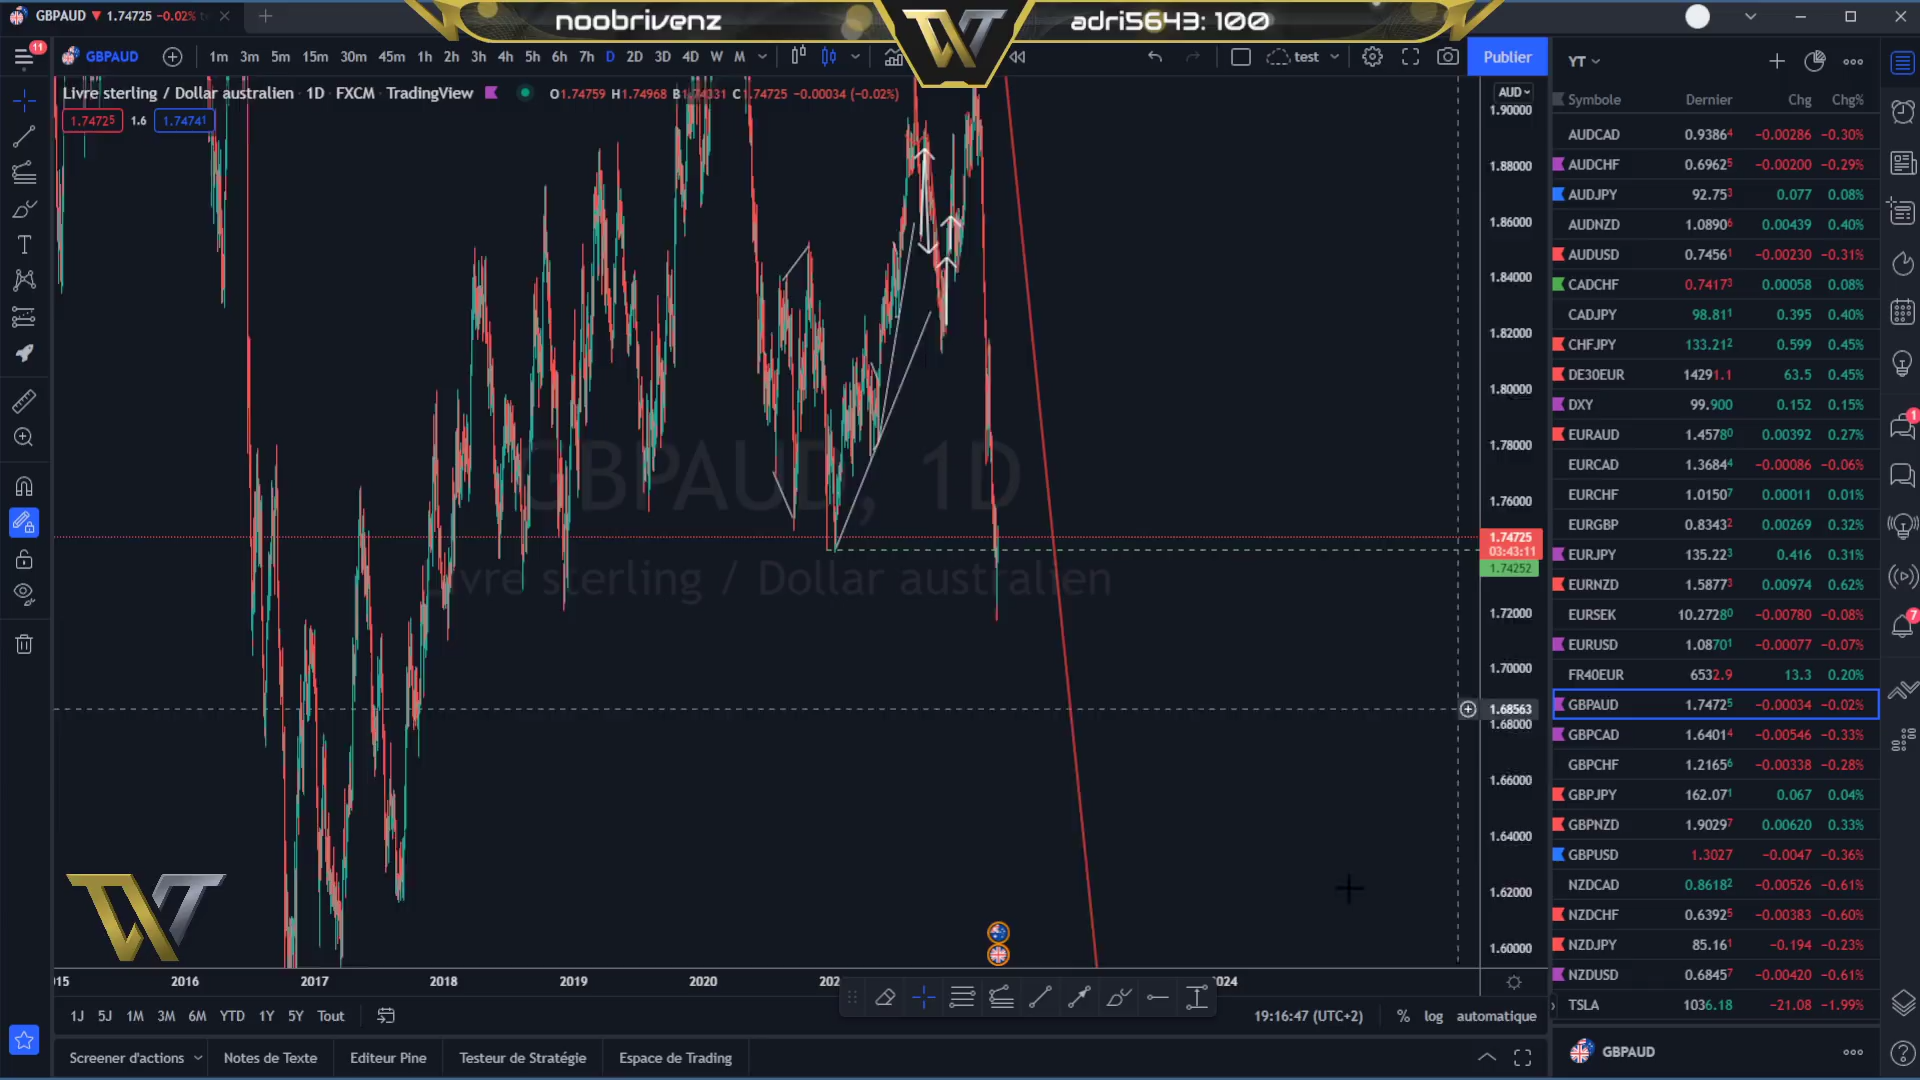 GBPAUD ▼ 1.74725 -0.02%
noobrivenz
adri5643: 100
11
GBPAUD
1m 3m 5m 15m 30m 45m 1h 2h 3h 4h 5h 6h 7h D 2D 3D 4D W M
test
Publier
YT
Livre sterling / Dollar australien · 1D · FXCM · TradingView
O1.74759 H1.74968 B1.74331 C1.74725 -0.00034 (-0.02%)
1.74725 1.6 1.74741
AUD
1.90000
1.88000
1.86000
1.84000
1.82000
1.80000
1.78000
1.76000
1.74725
03:43:11
1.74252
1.72000
1.70000
1.68563
1.68000
1.66000
1.64000
1.62000
1.60000
GBPAUD, 1D
Livre sterling / Dollar australien
Symbole Dernier Chg Chg%
AUDCAD 0.93864 -0.00286 -0.30%
AUDCHF 0.69625 -0.00200 -0.29%
AUDJPY 92.753 0.077 0.08%
AUDNZD 1.08906 0.00439 0.40%
AUDUSD 0.74561 -0.00230 -0.31%
CADCHF 0.74173 0.00058 0.08%
CADJPY 98.811 0.395 0.40%
CHFJPY 133.212 0.599 0.45%
DE30EUR 14291.1 63.5 0.45%
DXY 99.900 0.152 0.15%
EURAUD 1.45780 0.00392 0.27%
EURCAD 1.36844 -0.00086 -0.06%
EURCHF 1.01507 0.00011 0.01%
EURGBP 0.83432 0.00269 0.32%
EURJPY 135.223 0.416 0.31%
EURNZD 1.58773 0.00974 0.62%
EURSEK 10.27280 -0.00780 -0.08%
EURUSD 1.08701 -0.00077 -0.07%
FR40EUR 6532.9 13.3 0.20%
GBPAUD 1.74725 -0.00034 -0.02%
GBPCAD 1.64014 -0.00546 -0.33%
GBPCHF 1.21656 -0.00338 -0.28%
GBPJPY 162.071 0.067 0.04%
GBPNZD 1.90297 0.00620 0.33%
GBPUSD 1.3027 -0.0047 -0.36%
NZDCAD 0.86182 -0.00526 -0.61%
NZDCHF 0.63925 -0.00383 -0.60%
NZDJPY 85.161 -0.194 -0.23%
NZDUSD 0.68457 -0.00420 -0.61%
TSLA 1036.18 -21.08 -1.99%
1
7
2016 2017 2018 2019 2020
1J 5J 1M 3M 6M YTD 1Y 5Y Tout
19:16:47 (UTC+2) % log automatique
Screener d'actions Notes de Texte Editeur Pine Testeur de Stratégie Espace de Trading
GBPAUD